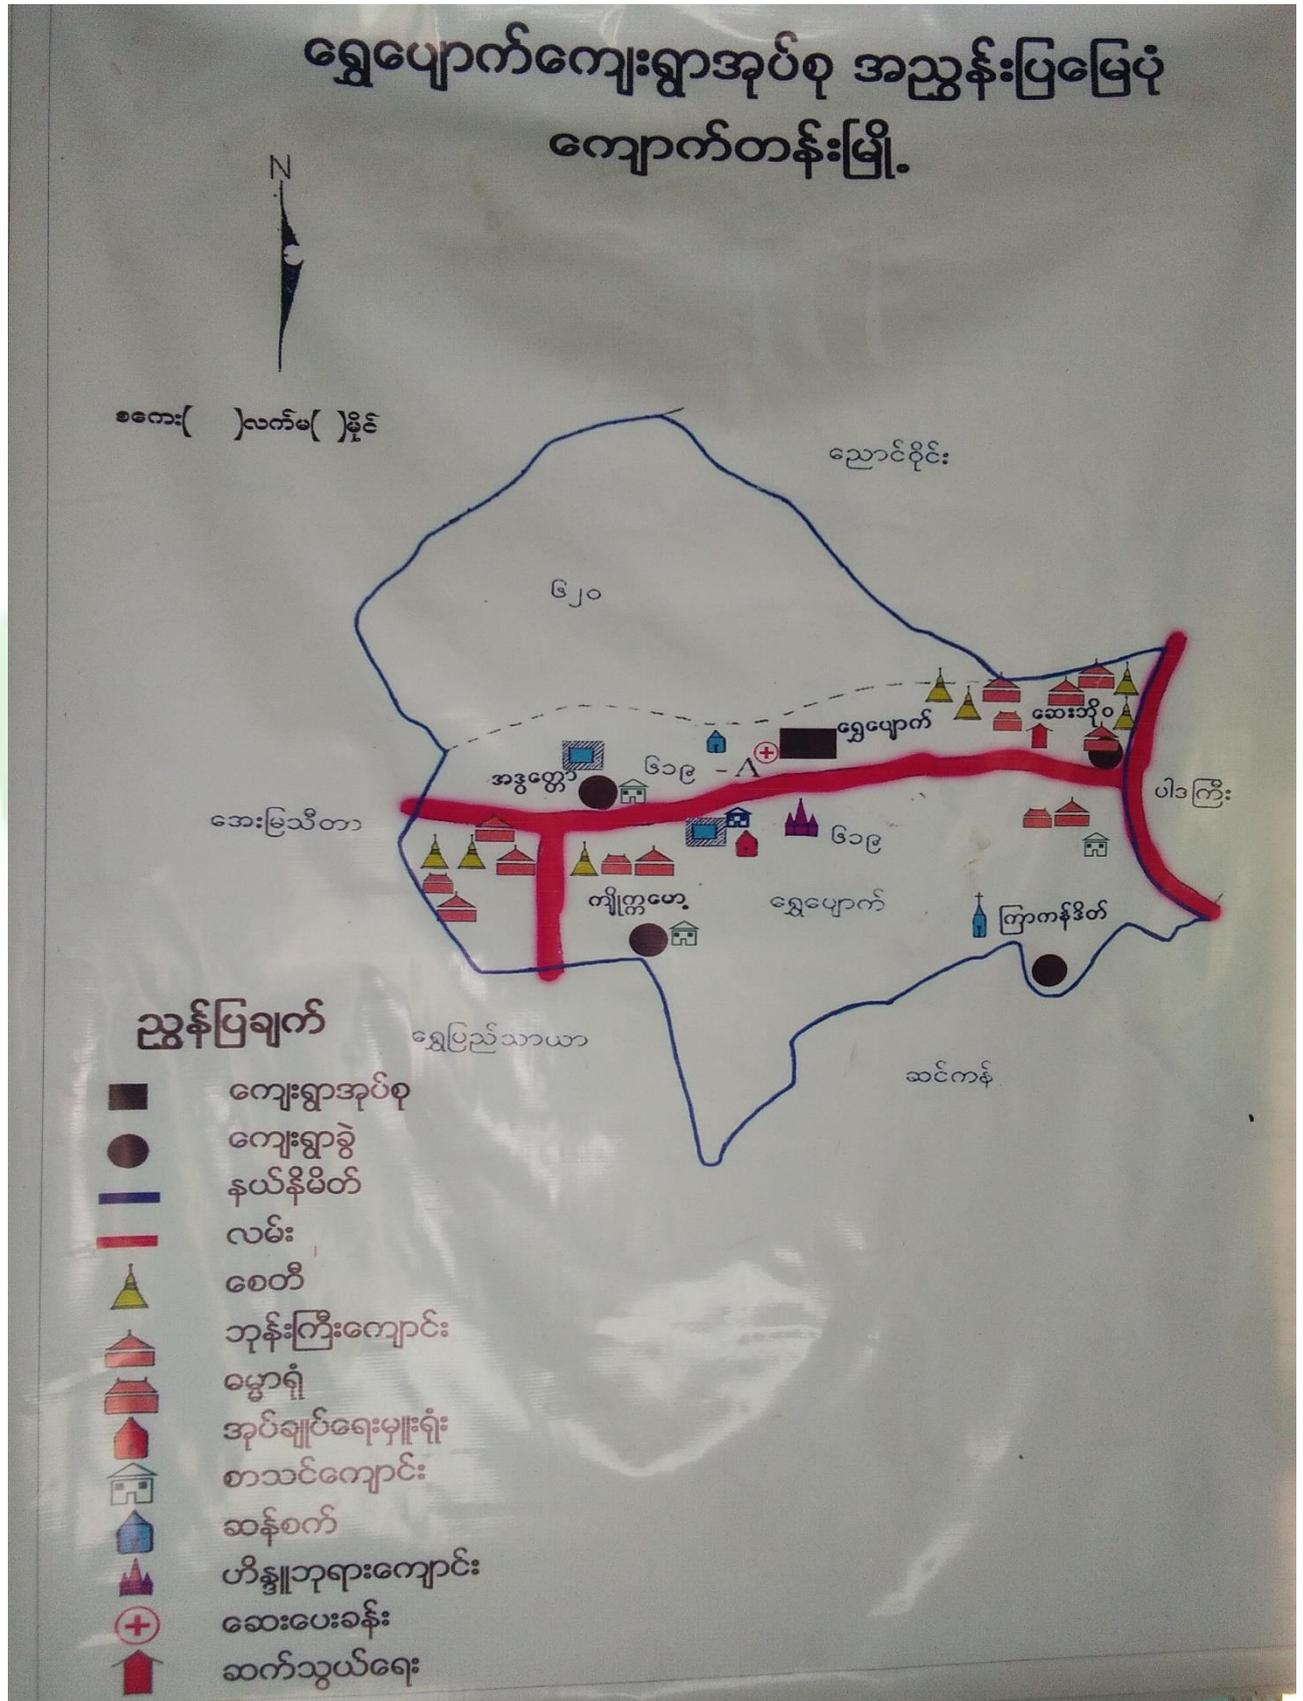 ရွှေပျောက်ကျေးရွာအုပ်စု အညွှန်းပြမြေပုံ
ကျောက်တန်းမြို့
N
စကေး( )လက်မ( )မိုင်
ညောင်ဝိုင်း
၆၂၀
ရွှေပျောက်
ဆေးဘို၀
၆၁၉ - Λ
အဒွတ္တော
ပါဒကြီး
အေးမြသီတာ
၆၁၉
ကျိုက္ကမော့
ရွှေပျောက်
ကြာကန်ဒိတ်
ရွှေပြည်သာယာ
ဆင်ကန်
ညွှန်ပြချက်
ကျေးရွာအုပ်စု
ကျေးရွာခွဲ
နယ်နိမိတ်
လမ်း
စေတီ
ဘုန်းကြီးကျောင်း
ဓမ္မာရုံ
အုပ်ချုပ်ရေးမှူးရုံး
စာသင်ကျောင်း
ဆန်စက်
ဟိန္ဒူဘုရားကျောင်း
ဆေးပေးခန်း
ဆက်သွယ်ရေး